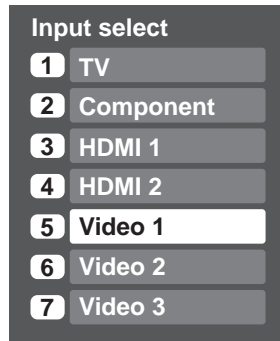 Input select
1 TV
2 Component
3 HDMI 1
4 HDMI 2
5 Video 1
6 Video 2
7 Video 3